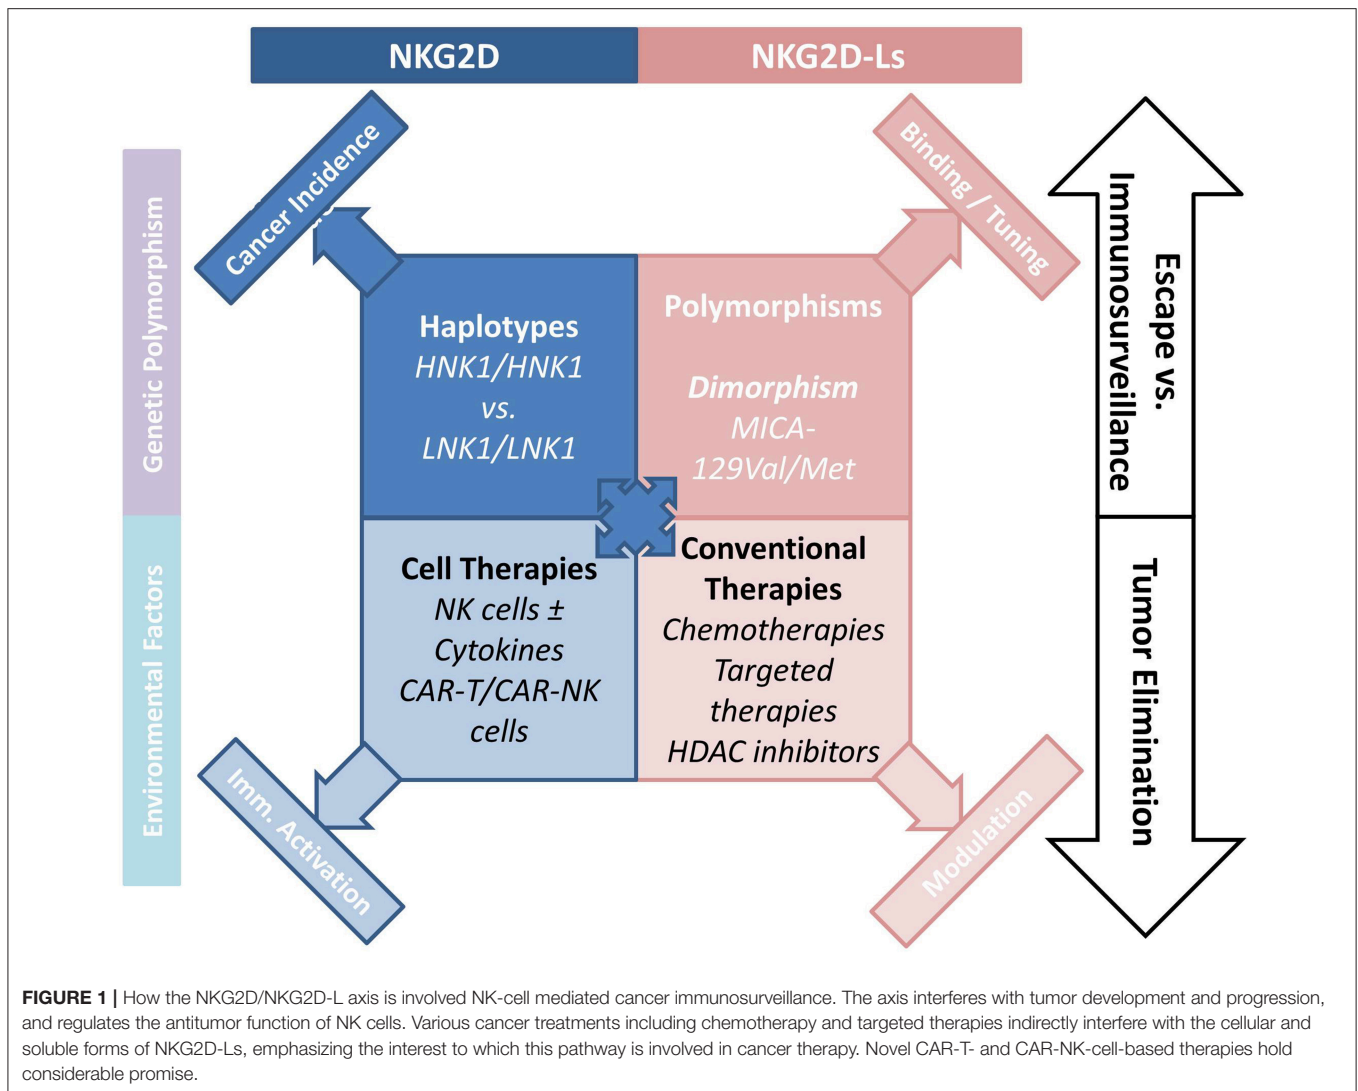 NKG2D
NKG2D-Ls
Genetic Polymorphism
Environmental Factors
Cancer Incidence
Binding / Tuning
Haplotypes
HNK1/HNK1
vs.
LNK1/LNK1
Polymorphisms
Dimorphism
MICA-
129Val/Met
Cell Therapies
NK cells ±
Cytokines
CAR-T/CAR-NK
cells
Conventional
Therapies
Chemotherapies
Targeted
therapies
HDAC inhibitors
Imm. Activation
Modulation
Escape vs.
Immunosurveillance
Tumor Elimination
FIGURE 1 | How the NKG2D/NKG2D-L axis is involved NK-cell mediated cancer immunosurveillance. The axis interferes with tumor development and progression,
and regulates the antitumor function of NK cells. Various cancer treatments including chemotherapy and targeted therapies indirectly interfere with the cellular and
soluble forms of NKG2D-Ls, emphasizing the interest to which this pathway is involved in cancer therapy. Novel CAR-T- and CAR-NK-cell-based therapies hold
considerable promise.